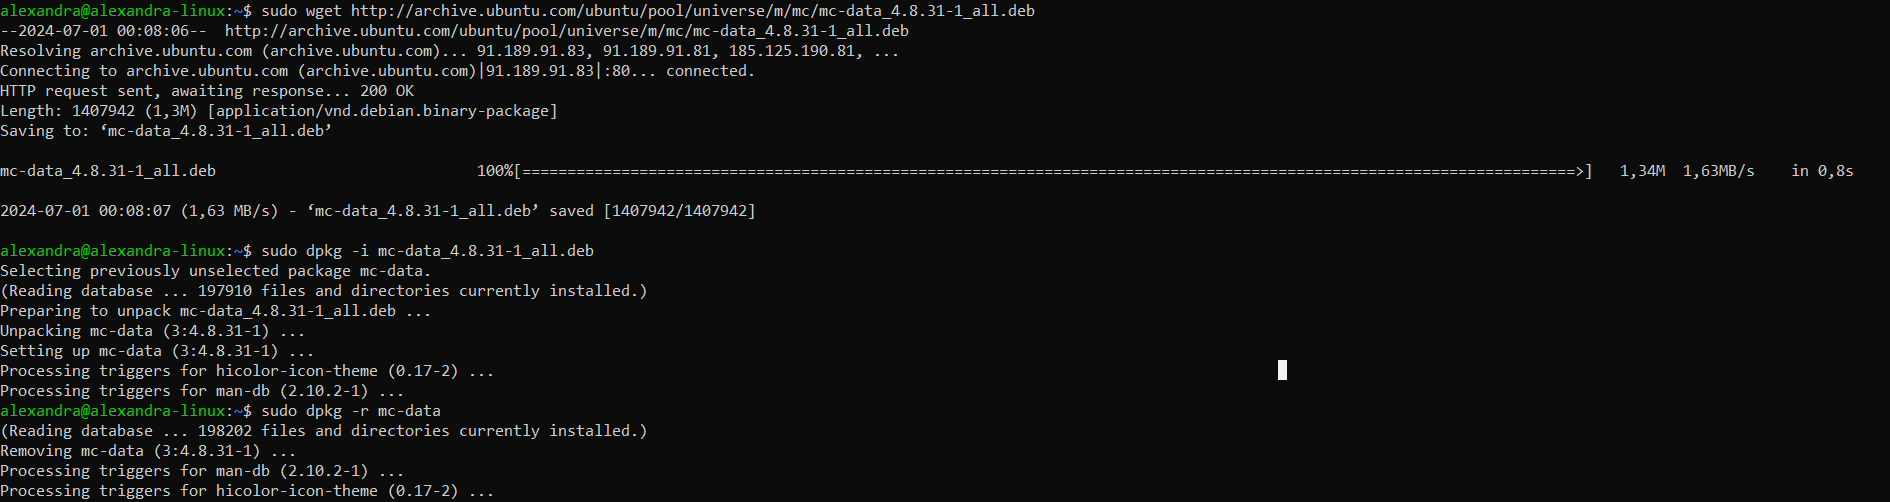 alexandra@alexandra-linux:~$ sudo wget http://archive.ubuntu.com/ubuntu/pool/universe/m/mc/mc-data_4.8.31-1_all.deb
--2024-07-01 00:08:06--  http://archive.ubuntu.com/ubuntu/pool/universe/m/mc/mc-data_4.8.31-1_all.deb
Resolving archive.ubuntu.com (archive.ubuntu.com)... 91.189.91.83, 91.189.91.81, 185.125.190.81, ...
Connecting to archive.ubuntu.com (archive.ubuntu.com)|91.189.91.83|:80... connected.
HTTP request sent, awaiting response... 200 OK
Length: 1407942 (1,3M) [application/vnd.debian.binary-package]
Saving to: ‘mc-data_4.8.31-1_all.deb’
mc-data_4.8.31-1_all.deb                             100%[=====================================================================================================================>]   1,34M  1,63MB/s    in 0,8s
2024-07-01 00:08:07 (1,63 MB/s) - ‘mc-data_4.8.31-1_all.deb’ saved [1407942/1407942]
alexandra@alexandra-linux:~$ sudo dpkg -i mc-data_4.8.31-1_all.deb
Selecting previously unselected package mc-data.
(Reading database ... 197910 files and directories currently installed.)
Preparing to unpack mc-data_4.8.31-1_all.deb ...
Unpacking mc-data (3:4.8.31-1) ...
Setting up mc-data (3:4.8.31-1) ...
Processing triggers for hicolor-icon-theme (0.17-2) ...
Processing triggers for man-db (2.10.2-1) ...
alexandra@alexandra-linux:~$ sudo dpkg -r mc-data
(Reading database ... 198202 files and directories currently installed.)
Removing mc-data (3:4.8.31-1) ...
Processing triggers for man-db (2.10.2-1) ...
Processing triggers for hicolor-icon-theme (0.17-2) ...